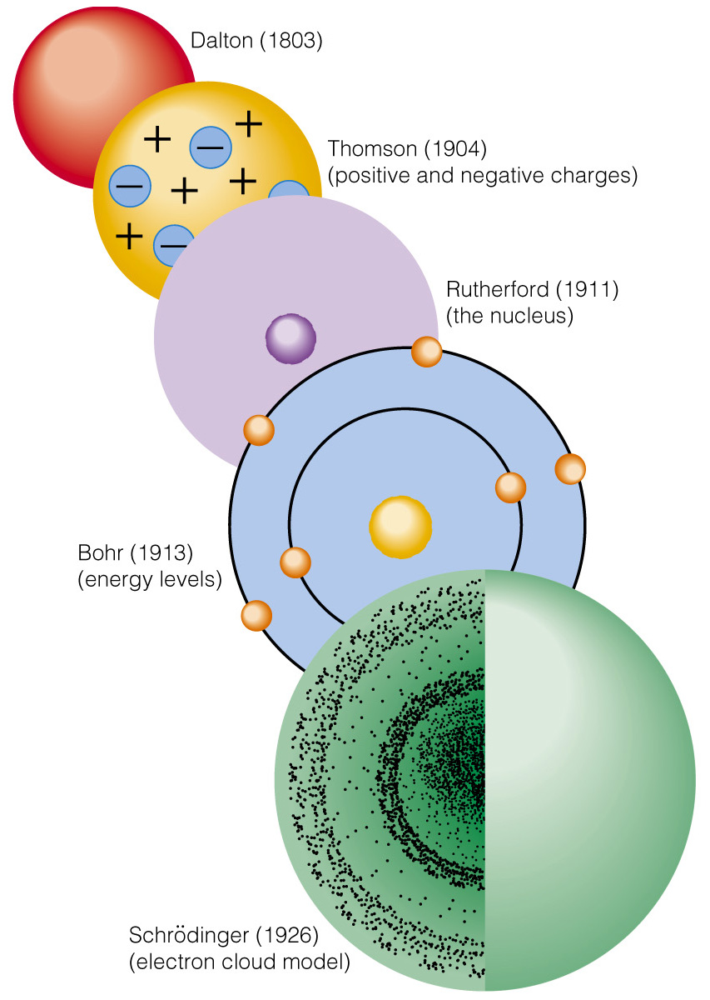 Dalton (1803)
+
+
−
Thomson (1904)
(positive and negative charges)
−
+
+
+
−
Rutherford (1911)
(the nucleus)
Bohr (1913)
(energy levels)
Schrödinger (1926)
(electron cloud model)